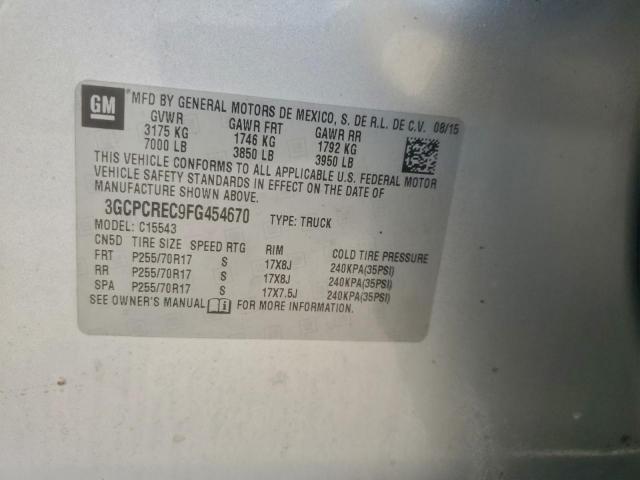 GM
®MFD BY GENERAL MOTORS DE MEXICO, S. DE R.L. DE C.V. 08/15
GVWR GAWR FRT GAWR RR
3175 KG 1746 KG 1792 KG
7000 LB 3850 LB 3950 LB
THIS VEHICLE CONFORMS TO ALL APPLICABLE U.S. FEDERAL MOTOR
VEHICLE SAFETY STANDARDS IN EFFECT ON THE DATE OF
MANUFACTURE SHOWN ABOVE.
3GCPCREC9FG454670 TYPE: TRUCK
MODEL: C15543
CN5D TIRE SIZE SPEED RTG RIM COLD TIRE PRESSURE
FRT P255/70R17 S 17X8J 240KPA(35PSI)
RR P255/70R17 S 17X8J 240KPA(35PSI)
SPA P255/70R17 S 17X7.5J 240KPA(35PSI)
SEE OWNER'S MANUAL FOR MORE INFORMATION.